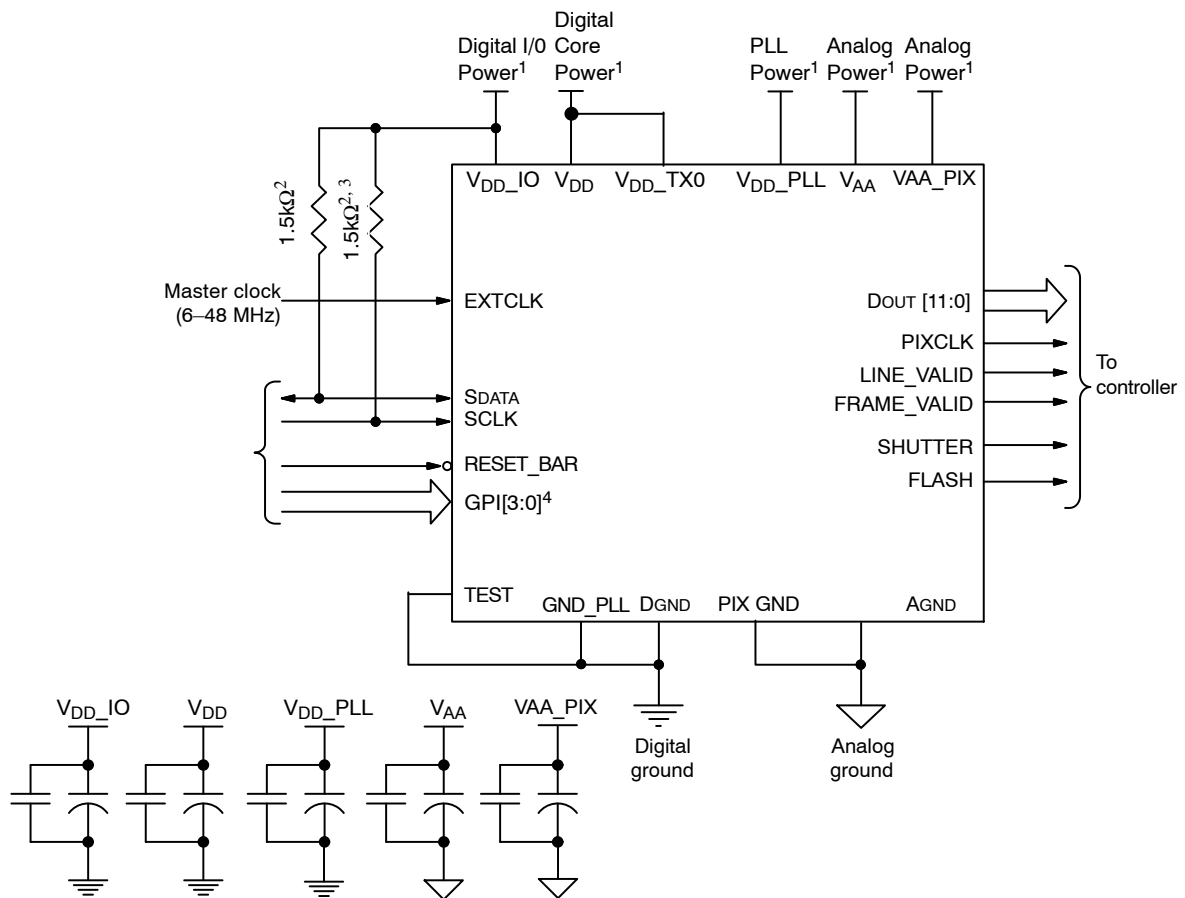 Digital I/0
Power¹
Digital
Core
Power¹
PLL
Power¹
Analog
Power¹
Analog
Power¹
VDD_IO
VDD
VDD_TX0
VDD_PLL
VAA
VAA_PIX
1.5kΩ²
1.5kΩ²,³
Master clock
(6–48 MHz)
EXTCLK
SDATA
SCLK
RESET_BAR
GPI[3:0]⁴
TEST
DOUT [11:0]
PIXCLK
LINE_VALID
FRAME_VALID
SHUTTER
FLASH
To
controller
GND_PLL
DGND
PIX GND
AGND
Digital
ground
Analog
ground
VDD_IO
VDD
VDD_PLL
VAA
VAA_PIX